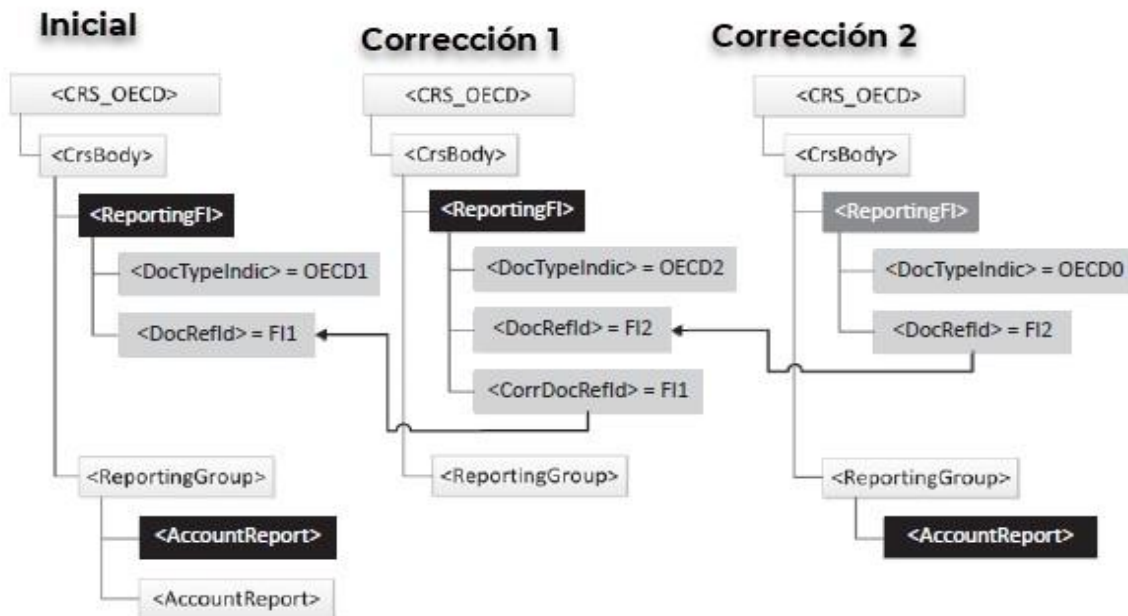 Inicial
<CRS_OECD>
<CrsBody>
<ReportingFI>
<DocTypeIndic> = OECD1
<DocRefId> = FI1
<ReportingGroup>
<AccountReport>
<AccountReport>
Corrección 1
<CRS_OECD>
<CrsBody>
<ReportingFI>
<DocTypeIndic> = OECD2
<DocRefId> = FI2
<CorrDocRefId> = FI1
<ReportingGroup>
Corrección 2
<CRS_OECD>
<CrsBody>
<ReportingFI>
<DocTypeIndic> = OECD0
<DocRefId> = FI2
<ReportingGroup>
<AccountReport>